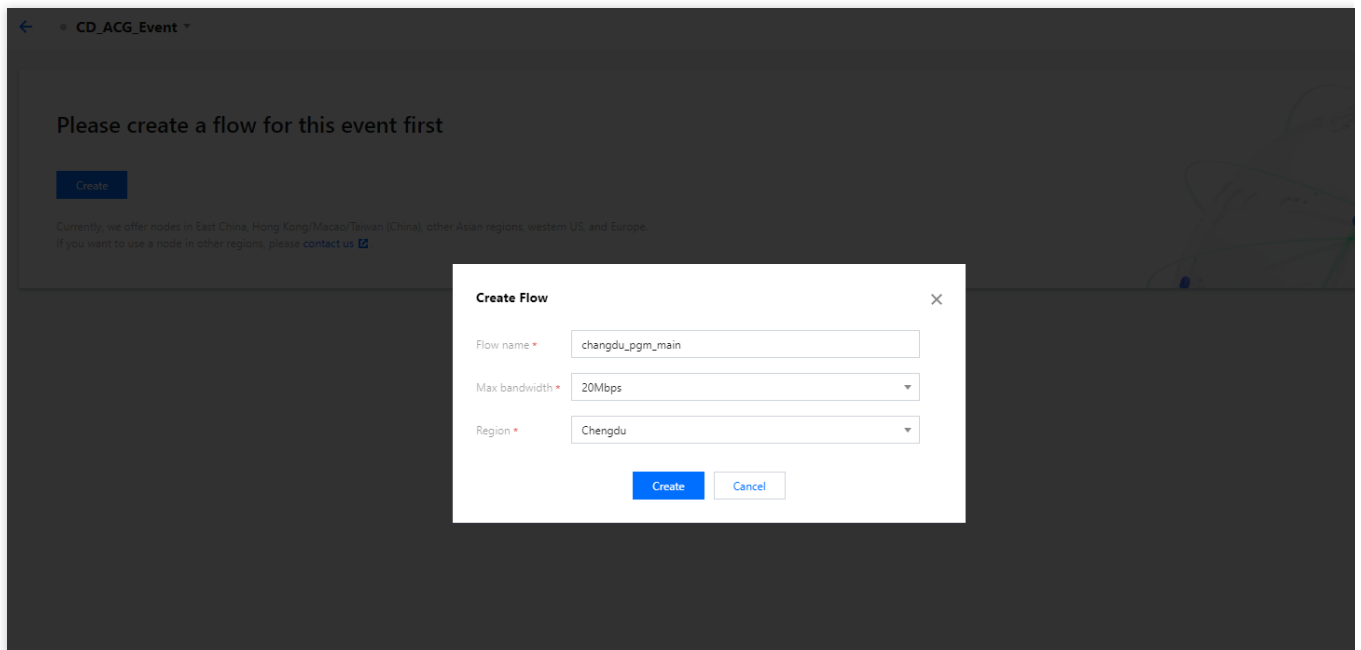 CD_ACG_Event
Please create a flow for this event first
Create
Currently, we offer nodes in East China, Hong Kong/Macao/Taiwan (China), other Asian regions, western US, and Europe.
If you want to use a node in other regions, please contact us
Create Flow
Flow name *
changdu_pgm_main
Max bandwidth *
20Mbps
Region *
Chengdu
Create
Cancel